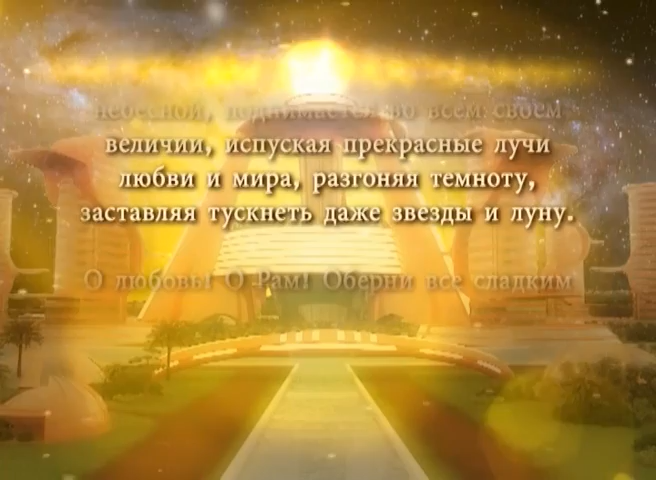 небесной, поднимается во всем своем
величии, испуская прекрасные лучи
любви и мира, разгоняя темноту,
заставляя тускнеть даже звезды и луну.
О любовь! О Рам! Оберни все сладким